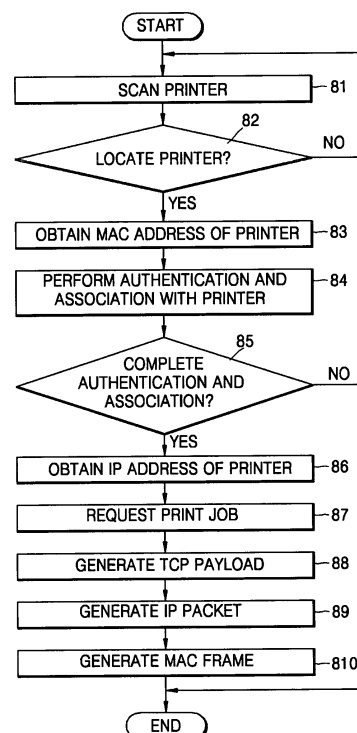 START
SCAN PRINTER
81
82
LOCATE PRINTER?
NO
YES
OBTAIN MAC ADDRESS OF PRINTER
83
PERFORM AUTHENTICATION AND
ASSOCIATION WITH PRINTER
84
85
COMPLETE
AUTHENTICATION AND
ASSOCIATION?
NO
YES
OBTAIN IP ADDRESS OF PRINTER
86
REQUEST PRINT JOB
87
GENERATE TCP PAYLOAD
88
GENERATE IP PACKET
89
GENERATE MAC FRAME
810
END